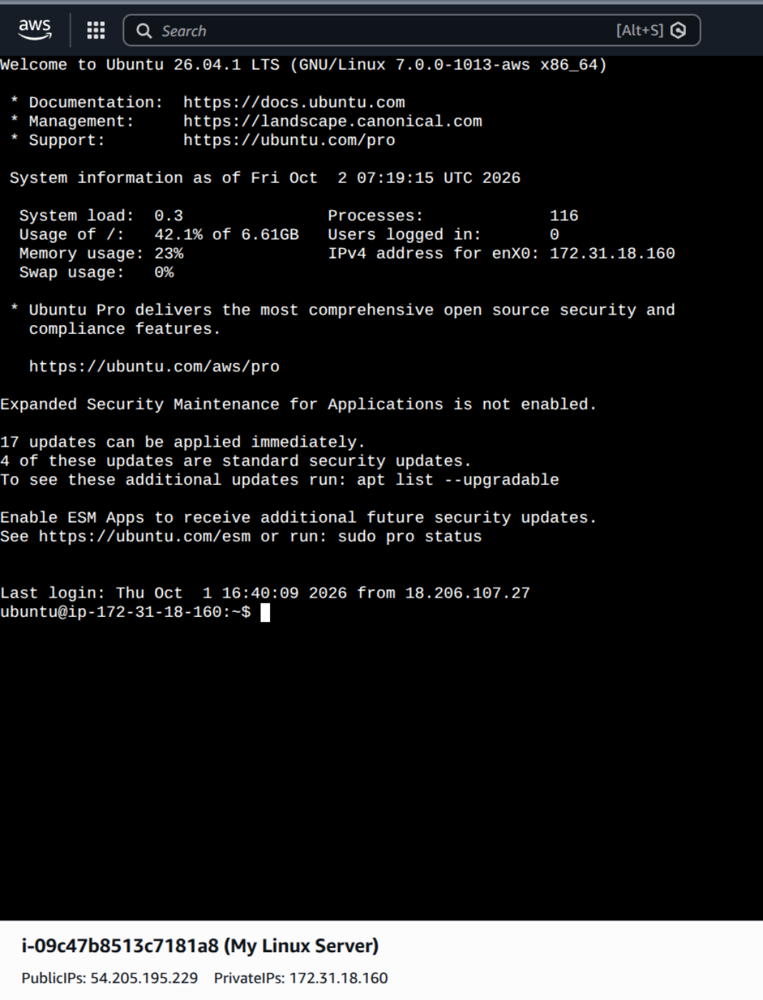 aws
Search [Alt+S]
Welcome to Ubuntu 26.04.1 LTS (GNU/Linux 7.0.0-1013-aws x86_64)
* Documentation: https://docs.ubuntu.com
* Management: https://landscape.canonical.com
* Support: https://ubuntu.com/pro
System information as of Fri Oct  2 07:19:15 UTC 2026
System load: 0.3 Processes: 116
Usage of /: 42.1% of 6.61GB Users logged in: 0
Memory usage: 23% IPv4 address for enX0: 172.31.18.160
Swap usage: 0%
* Ubuntu Pro delivers the most comprehensive open source security and
compliance features.
https://ubuntu.com/aws/pro
Expanded Security Maintenance for Applications is not enabled.
17 updates can be applied immediately.
4 of these updates are standard security updates.
To see these additional updates run: apt list --upgradable
Enable ESM Apps to receive additional future security updates.
See https://ubuntu.com/esm or run: sudo pro status
Last login: Thu Oct  1 16:40:09 2026 from 18.206.107.27
ubuntu@ip-172-31-18-160:~$
i-09c47b8513c7181a8 (My Linux Server)
PublicIPs: 54.205.195.229 PrivateIPs: 172.31.18.160